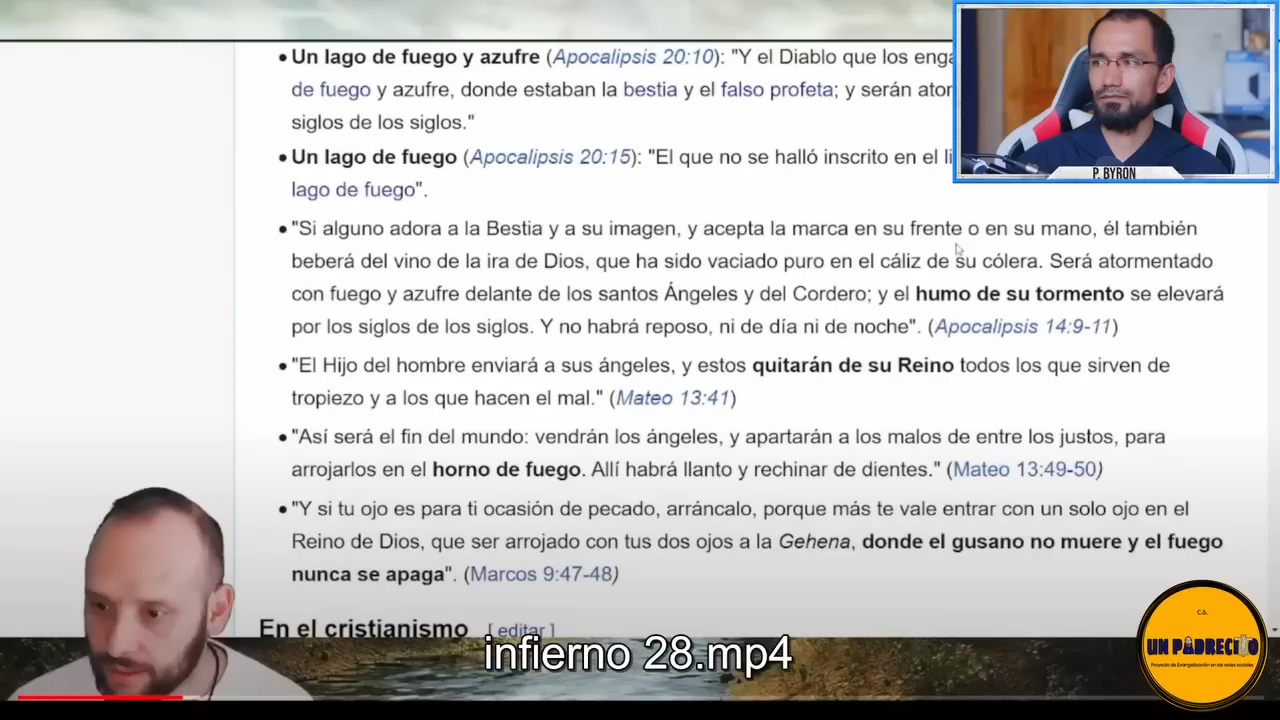 • Un lago de fuego y azufre (Apocalipsis 20:10): "Y el Diablo que los
de fuego y azufre, donde estaban la bestia y el falso profeta; y serán
siglos de los siglos."
• Un lago de fuego (Apocalipsis 20:15): "El que no se halló inscrito en el
lago de fuego".
P. BYRON
• "Si alguno adora a la Bestia y a su imagen, y acepta la marca en su frente o en su mano, él también
beberá del vino de la ira de Dios, que ha sido vaciado puro en el cáliz de su cólera. Será atormentado
con fuego y azufre delante de los santos Ángeles y del Cordero; y el humo de su tormento se elevará
por los siglos de los siglos. Y no habrá reposo, ni de día ni de noche". (Apocalipsis 14:9-11)
• "El Hijo del hombre enviará a sus ángeles, y estos quitarán de su Reino todos los que sirven de
tropiezo y a los que hacen el mal." (Mateo 13:41)
• "Así será el fin del mundo: vendrán los ángeles, y apartarán a los malos de entre los justos, para
arrojarlos en el horno de fuego. Allí habrá llanto y rechinar de dientes." (Mateo 13:49-50)
• "Y si tu ojo es para ti ocasión de pecado, arráncalo, porque más te vale entrar con un solo ojo en el
Reino de Dios, que ser arrojado con tus dos ojos a la Gehena, donde el gusano no muere y el fuego
nunca se apaga". (Marcos 9:47-48)
En el cristianismo [ editar ]
infierno 28.mp4
C.G.
UN PADRECITO
Proyecto de Evangelización en las redes sociales